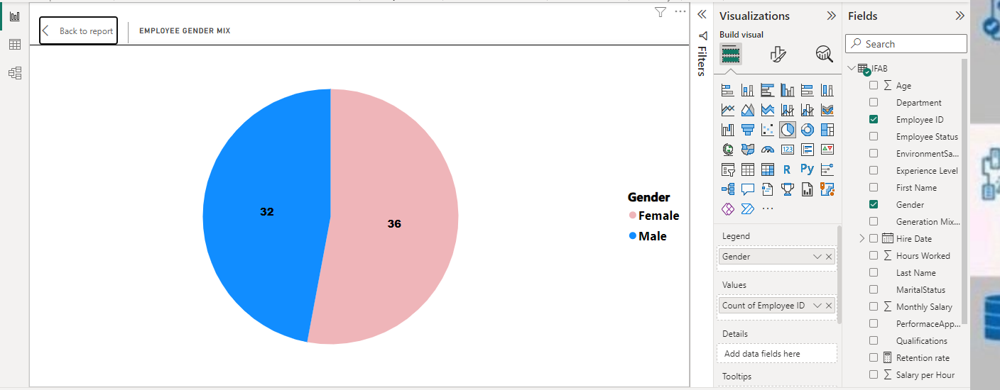 Back to report
EMPLOYEE GENDER MIX
32
36
Gender
Female
Male
Filters
Visualizations
Build visual
123
R
Py
...
Legend
Gender
Values
Count of Employee ID
Details
Add data fields here
Tooltips
Fields
Search
IFAB
Age
Department
Employee ID
Employee Status
EnvironmentSa...
Experience Level
First Name
Gender
Generation Mix...
Hire Date
Hours Worked
Last Name
MaritalStatus
Monthly Salary
PerformaceApp...
Qualifications
Retention rate
Salary per Hour